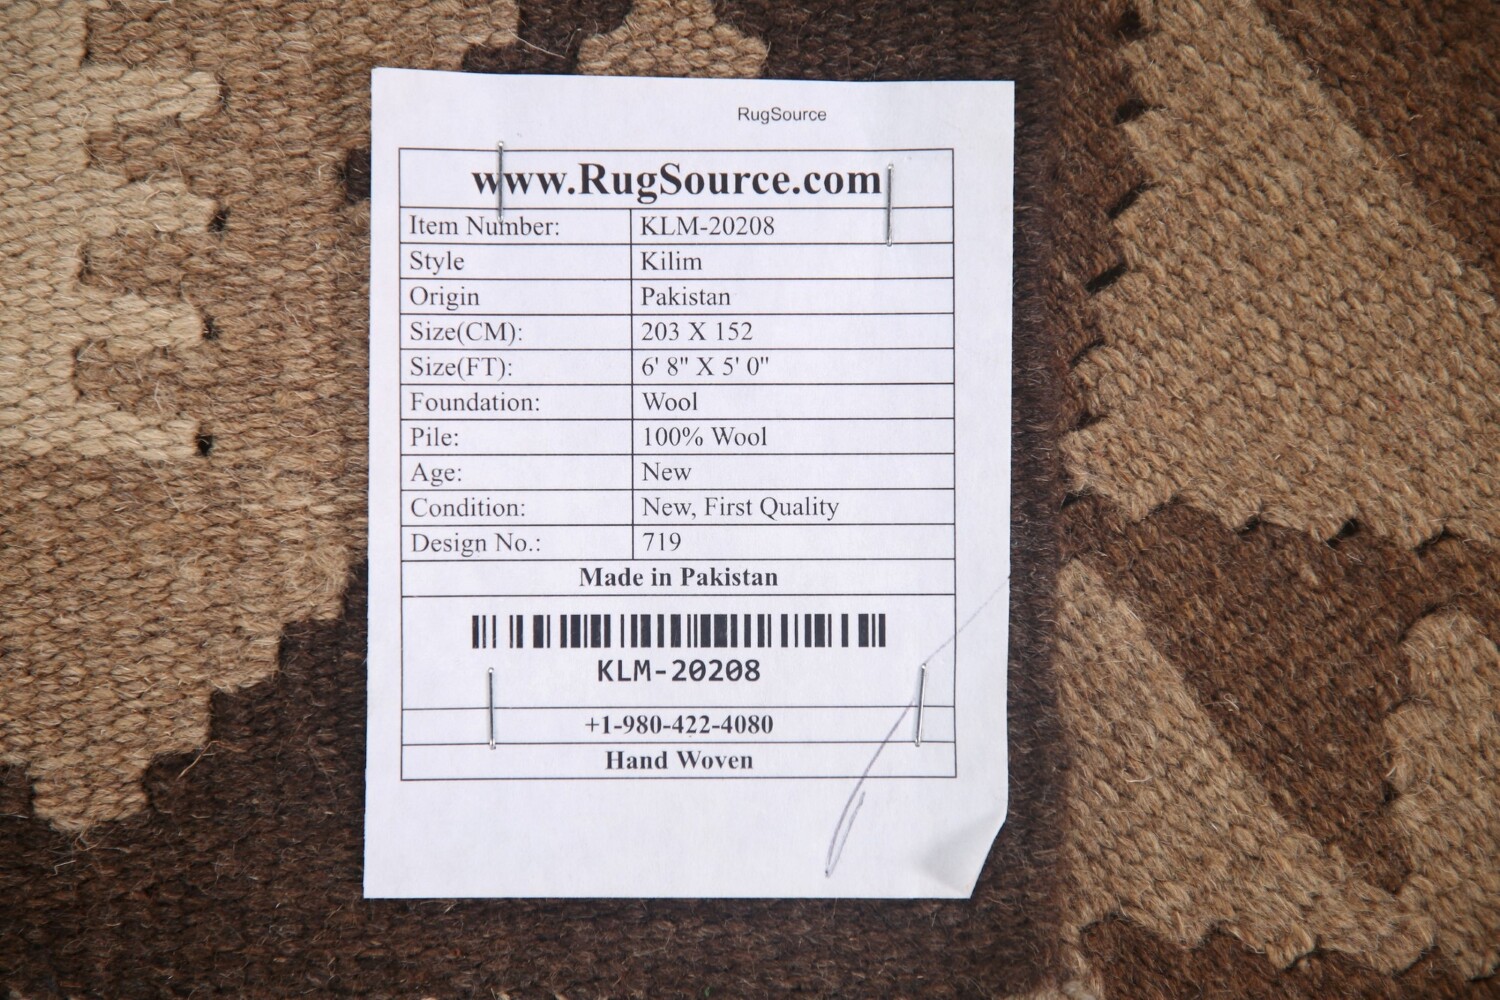 RugSource
www.RugSource.com
Item Number: KLM-20208
Style Kilim
Origin Pakistan
Size(CM): 203 X 152
Size(FT): 6' 8" X 5' 0"
Foundation: Wool
Pile: 100% Wool
Age: New
Condition: New, First Quality
Design No.: 719
Made in Pakistan
KLM-20208
+1-980-422-4080
Hand Woven